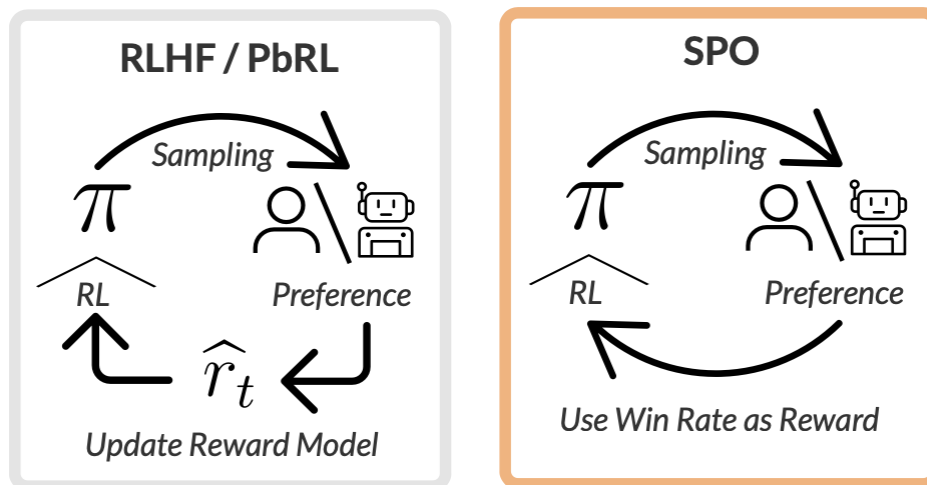 RLHF / PbRL
Sampling
π
RL
Preference
r̂ₜ
Update Reward Model
SPO
Sampling
π
RL
Preference
Use Win Rate as Reward